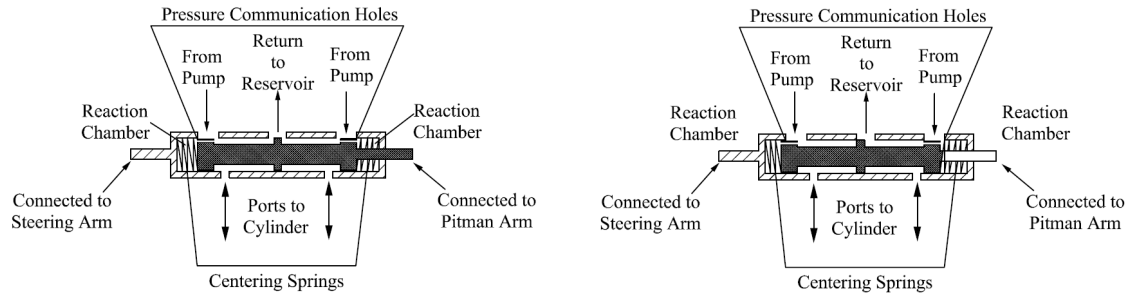 Pressure Communication Holes
From
Pump
Return
to
Reservoir
From
Pump
Reaction
Chamber
Reaction
Chamber
Connected to
Steering Arm
Ports to
Cylinder
Connected to
Pitman Arm
Centering Springs
Pressure Communication Holes
From
Pump
Return
to
Reservoir
From
Pump
Reaction
Chamber
Reaction
Chamber
Connected to
Steering Arm
Ports to
Cylinder
Connected to
Pitman Arm
Centering Springs